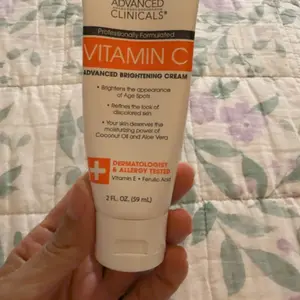 ADVANCED
CLINICALS®
Professionally Formulated
VITAMIN C
ADVANCED BRIGHTENING CREAM
• Brightens the appearance
of Age Spots
• Refines the look of
discolored skin
• Your skin deserves the
moisturizing power of
Coconut Oil and Aloe Vera
DERMATOLOGIST
& ALLERGY TESTED
Vitamin E • Ferulic Acid
2 FL. OZ. (59 mL)